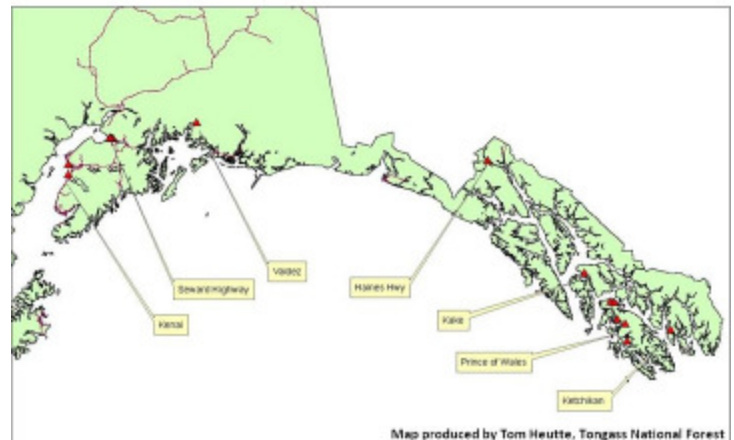 Valdez
Seward Highway
Haines Hwy
Kenai
Kake
Prince of Wales
Ketchikan
Map produced by Tom Heutte, Tongass National Forest